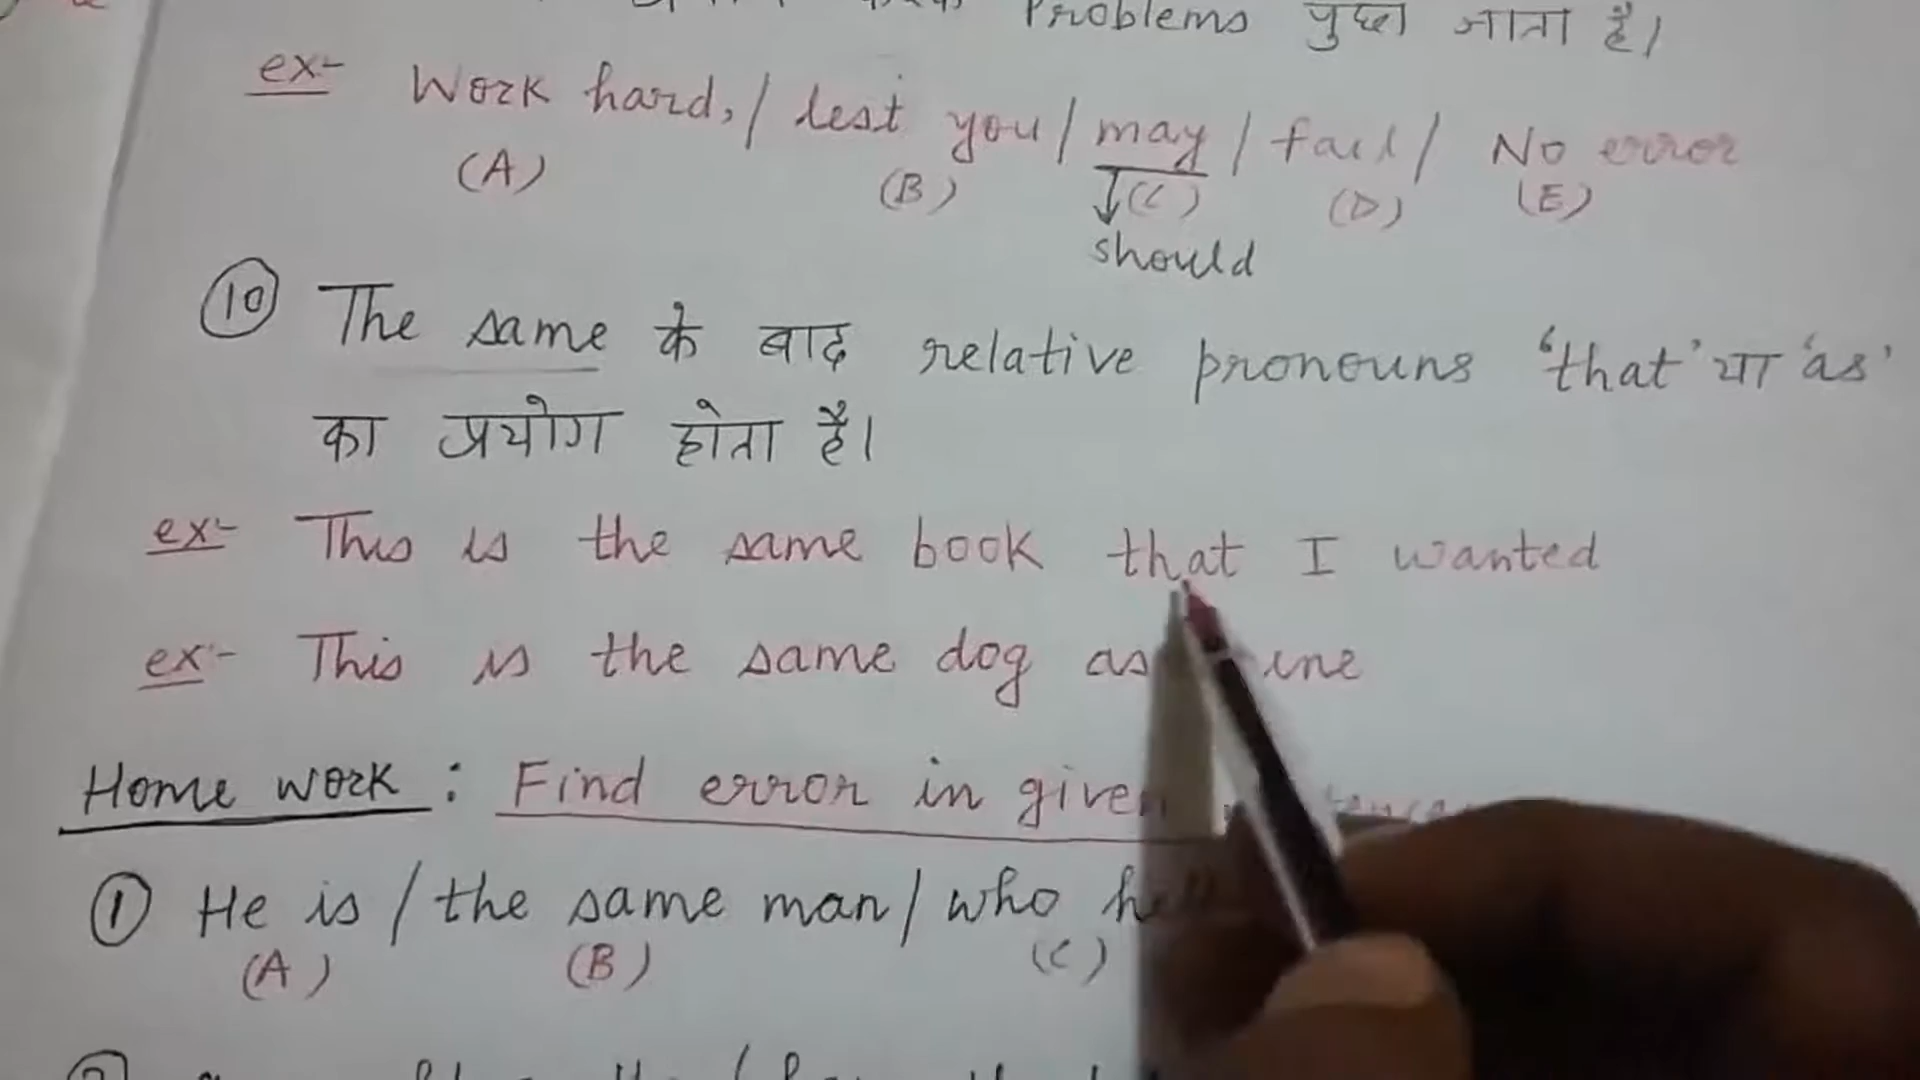 Problems पुछा जाता है।
ex- Work hard, / lest you / may / fail / No error
(A) (B) (C) (D) (E)
should
(10) The same के बाद relative pronouns 'that' या 'as'
का प्रयोग होता है।
ex- This is the same book that I wanted
ex- This is the same dog as
Home work : Find error in given
(1) He is / the same man / who
(A) (B) (C)